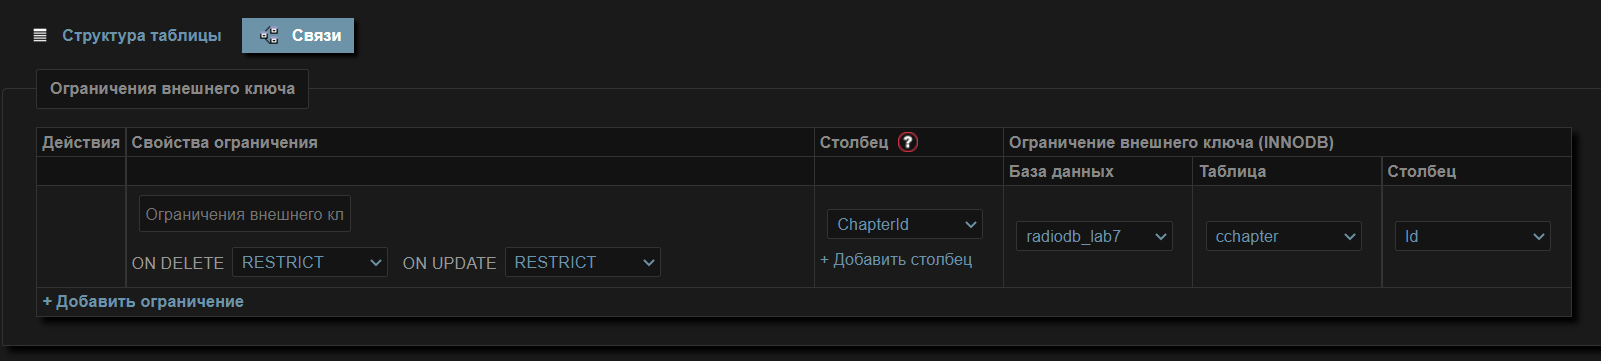 Структура таблицы Связи
Ограничения внешнего ключа
Действия Свойства ограничения Столбец ? Ограничение внешнего ключа (INNODB)
База данных Таблица Столбец
Ограничения внешнего кл
ChapterId radiodb_lab7 cchapter Id
ON DELETE RESTRICT ON UPDATE RESTRICT + Добавить столбец
+ Добавить ограничение